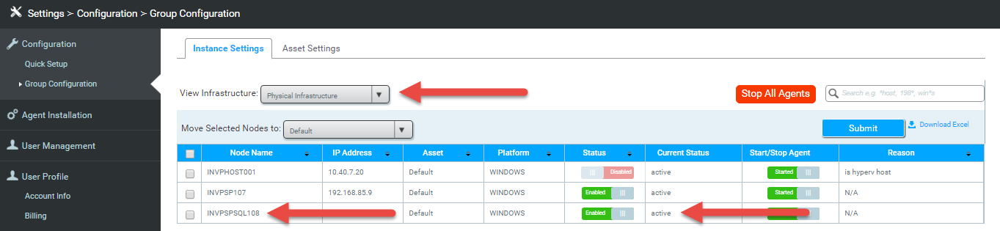 Settings > Configuration > Group Configuration
Configuration
Quick Setup
Group Configuration
Agent Installation
User Management
User Profile
Account Info
Billing
Instance Settings Asset Settings
View Infrastructure: Physical Infrastructure Stop All Agents Search e.g. *host, 198*, win*s
Move Selected Nodes to: Default Submit Download Excel
Node Name IP Address Asset Platform Status Current Status Start/Stop Agent Reason
INVPHOST001 10.40.7.20 Default WINDOWS Disabled active Started is hyperv host
INVPSP107 192.168.85.9 Default WINDOWS Enabled active Started N/A
INVPSPSQL108 Default WINDOWS Enabled active N/A